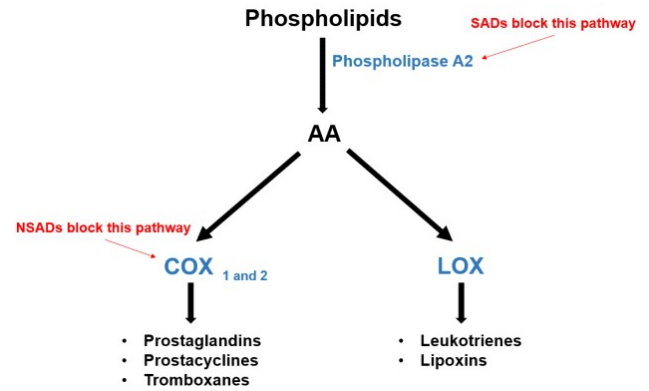 Phospholipids
SADs block this pathway
Phospholipase A2
AA
NSADs block this pathway
COX 1 and 2
LOX
• Prostaglandins
• Prostacyclines
• Tromboxanes
• Leukotrienes
• Lipoxins